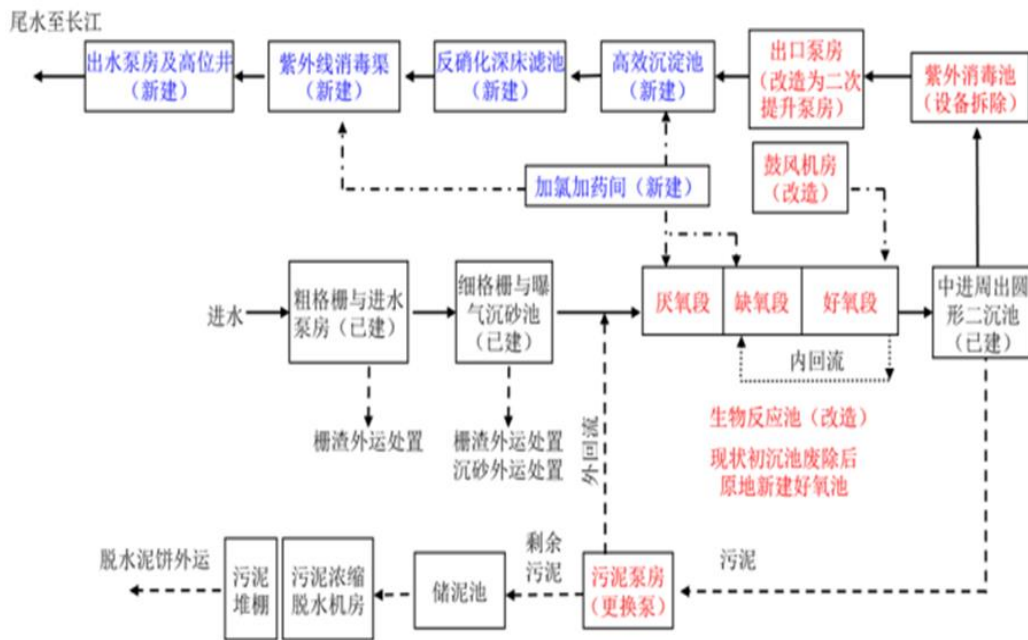 尾水至长江
出水泵房及高位井
（新建）
紫外线消毒渠
（新建）
反硝化深床滤池
（新建）
高效沉淀池
（新建）
出口泵房
（改造为二次
提升泵房）
紫外消毒池
（设备拆除）
加氯加药间（新建）
鼓风机房
（改造）
进水
粗格栅与进水
泵房（已建）
细格栅与曝
气沉砂池
（已建）
厌氧段
缺氧段
好氧段
中进周出圆
形二沉池
（已建）
内回流
栅渣外运处置
栅渣外运处置
沉砂外运处置
外回流
生物反应池（改造）
现状初沉池废除后
原地新建好氧池
脱水泥饼外运
污泥
堆棚
污泥浓缩
脱水机房
储泥池
剩余
污泥
污泥泵房
（更换泵）
污泥